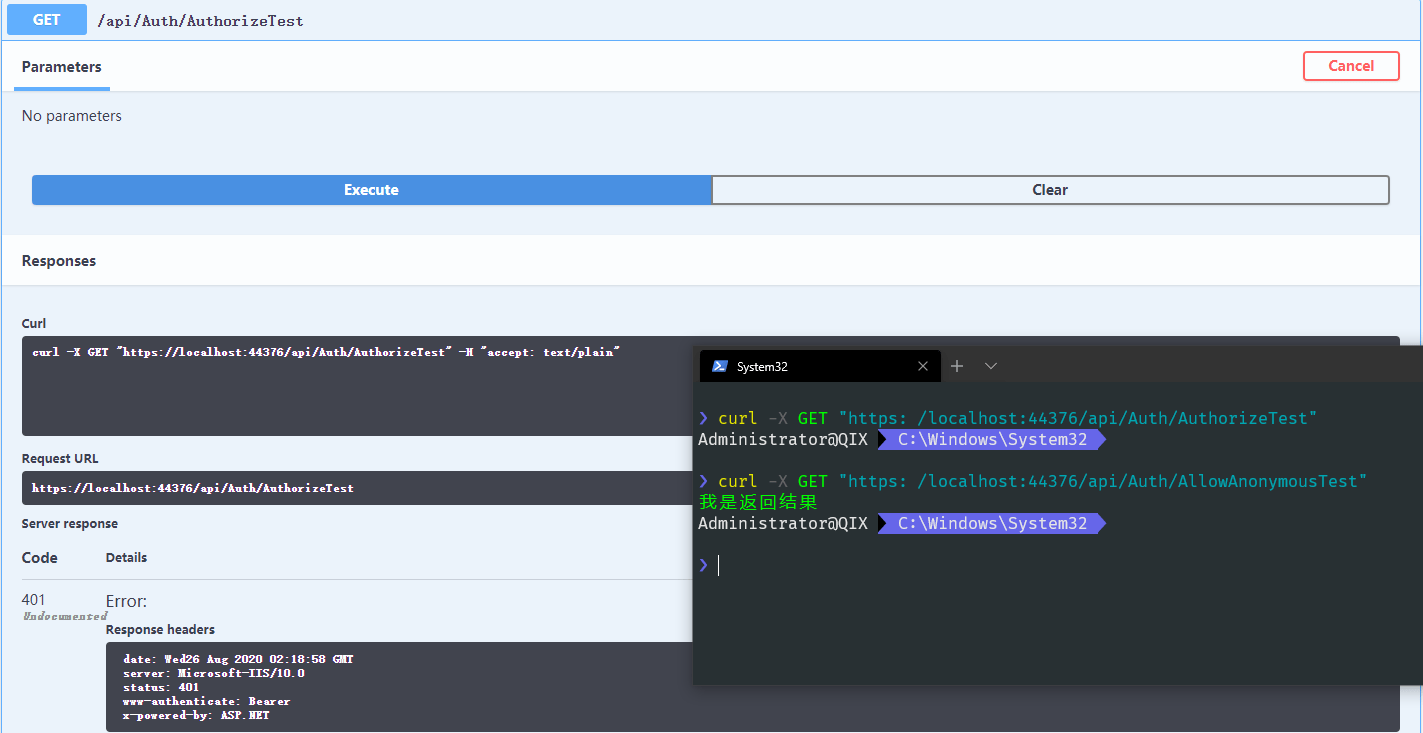 GET /api/Auth/AuthorizeTest
Parameters
Cancel
No parameters
Execute
Clear
Responses
Curl
curl -X GET "https://localhost:44376/api/Auth/AuthorizeTest" -H "accept: text/plain"
Request URL
https://localhost:44376/api/Auth/AuthorizeTest
Server response
Code Details
401 Error:
Undocumented
Response headers
date: Wed26 Aug 2020 02:18:58 GMT
server: Microsoft-IIS/10.0
status: 401
www-authenticate: Bearer
x-powered-by: ASP.NET
System32
❯ curl -X GET "https: /localhost:44376/api/Auth/AuthorizeTest"
Administrator@QIX C:\Windows\System32
❯ curl -X GET "https: /localhost:44376/api/Auth/AllowAnonymousTest"
我是返回结果
Administrator@QIX C:\Windows\System32
❯